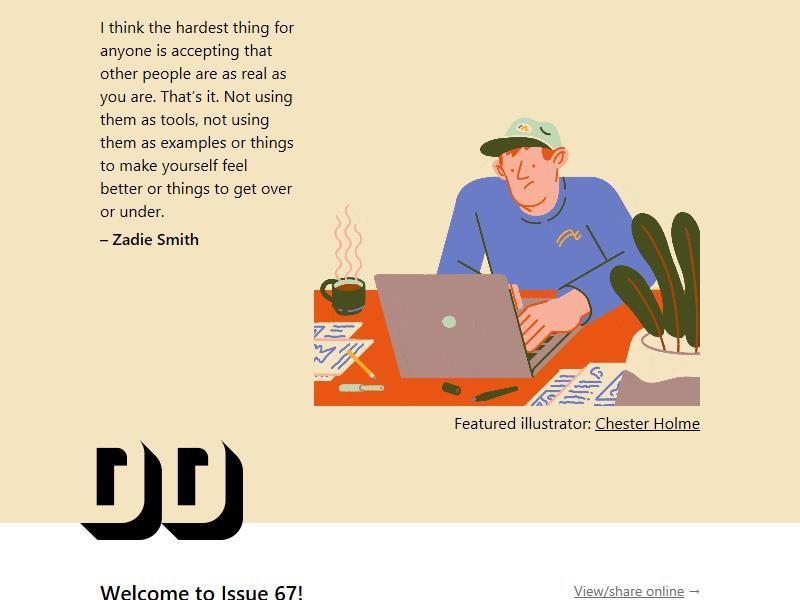 I think the hardest thing for
anyone is accepting that
other people are as real as
you are. That’s it. Not using
them as tools, not using
them as examples or things
to make yourself feel
better or things to get over
or under.
– Zadie Smith
Featured illustrator: Chester Holme
DD
Welcome to Issue 67!
View/share online →